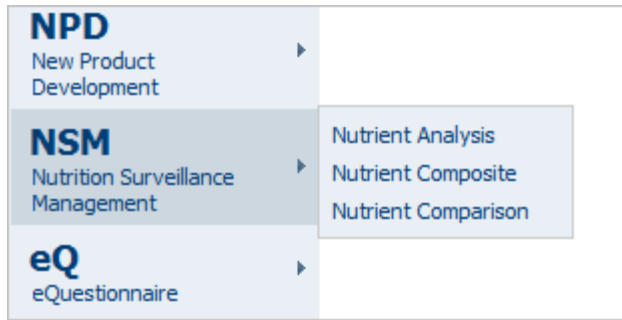 NPD
New Product
Development
NSM
Nutrition Surveillance
Management
Nutrient Analysis
Nutrient Composite
Nutrient Comparison
eQ
eQuestionnaire